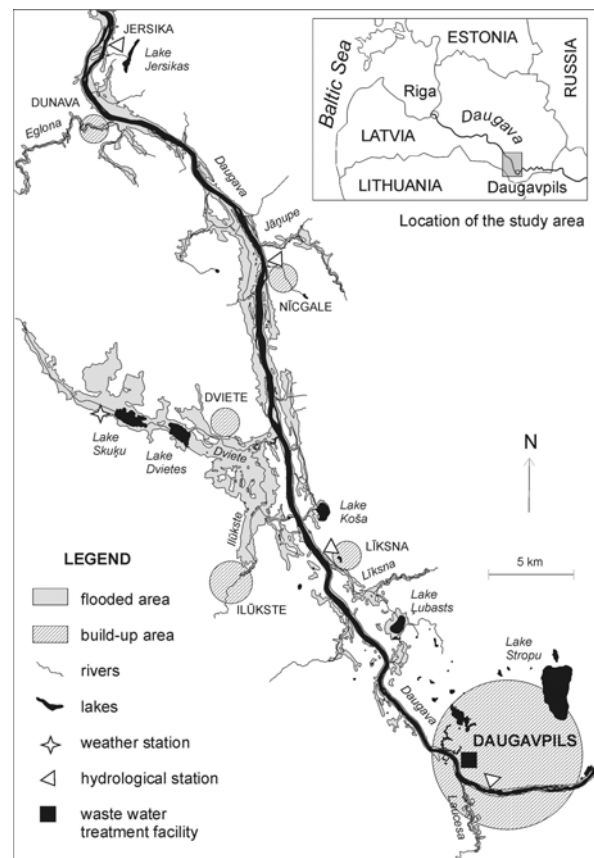 JERSIKA
Lake
Jersikas
DUNAVA
Eglona
Daugava
Jāņupe
NĪCGALE
DVIETE
Lake
Skuķu
Lake
Dvietes
Dviete
Ilūkste
Lake
Koša
LĪKSNA
Līksna
ILŪKSTE
Lake
Ļubasts
Lake
Stropu
Daugava
DAUGAVPILS
Laucesa
ESTONIA
RUSSIA
Baltic Sea
Riga
Daugava
LATVIA
LITHUANIA
Daugavpils
Location of the study area
N
5 km
LEGEND
flooded area
build-up area
rivers
lakes
weather station
hydrological station
waste water
treatment facility